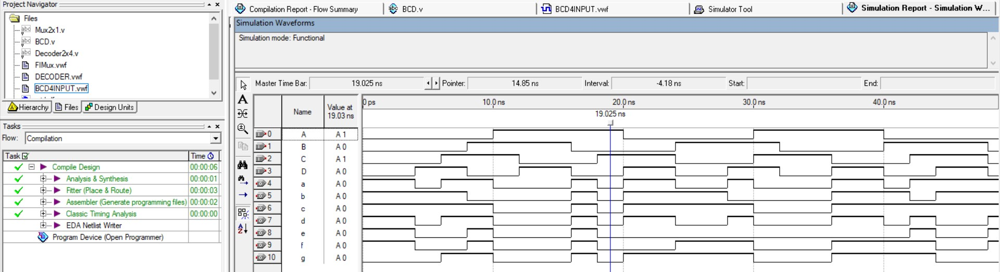 Project Navigator
Files
Mux2x1.v
BCD.v
Decoder2x4.v
FIMux.vwf
DECODER.vwf
BCD4INPUT.vwf
Hierarchy Files Design Units
Tasks
Flow: Compilation
Task Time
Compile Design 00:00:06
Analysis & Synthesis 00:00:01
Fitter (Place & Route) 00:00:03
Assembler (Generate programming files) 00:00:02
Classic Timing Analysis 00:00:00
EDA Netlist Writer
Program Device (Open Programmer)
Compilation Report - Flow Summary BCD.v BCD4INPUT.vwf Simulator Tool Simulation Report - Simulation W...
Simulation Waveforms
Simulation mode: Functional
Master Time Bar: 19.025 ns Pointer: 14.85 ns Interval: -4.18 ns Start: End:
Name Value at
19.03 ns
0 ps 10.0 ns 20.0 ns 30.0 ns 40.0 ns
19.025 ns
0 A A 1
1 B A 0
2 C A 1
3 D A 0
4 a A 0
5 b A 0
6 c A 0
7 d A 0
8 e A 0
9 f A 0
10 g A 0